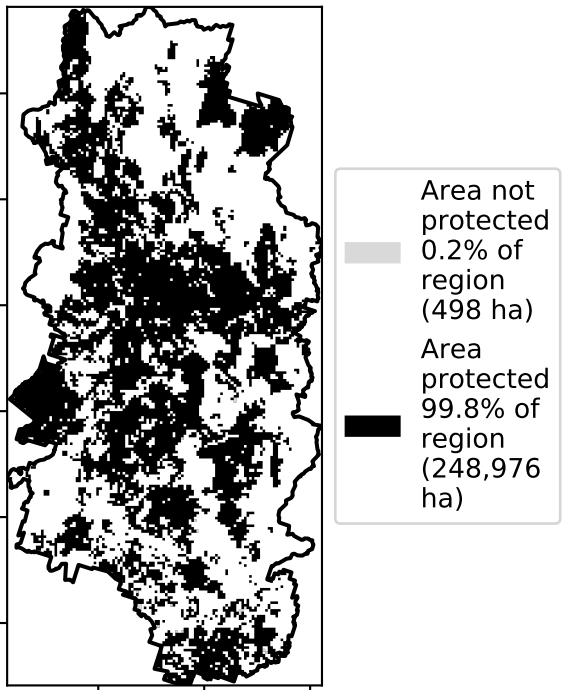 Area not
protected
0.2% of
region
(498 ha)
Area
protected
99.8% of
region
(248,976
ha)